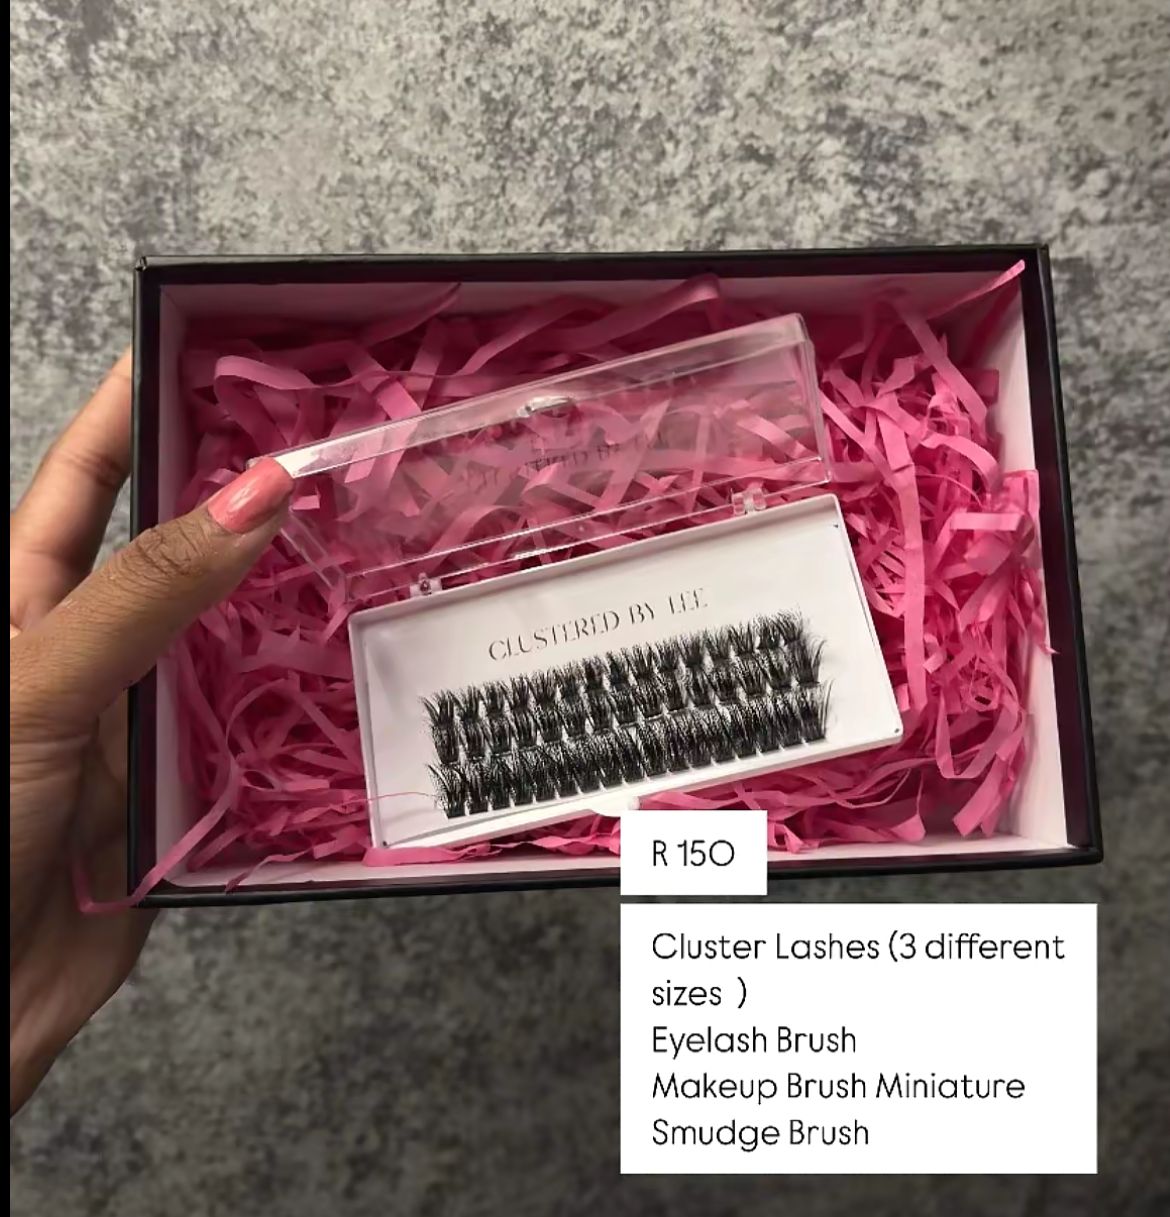 CLUSTERED BY LEE
R 150
Cluster Lashes (3 different
sizes )
Eyelash Brush
Makeup Brush Miniature
Smudge Brush